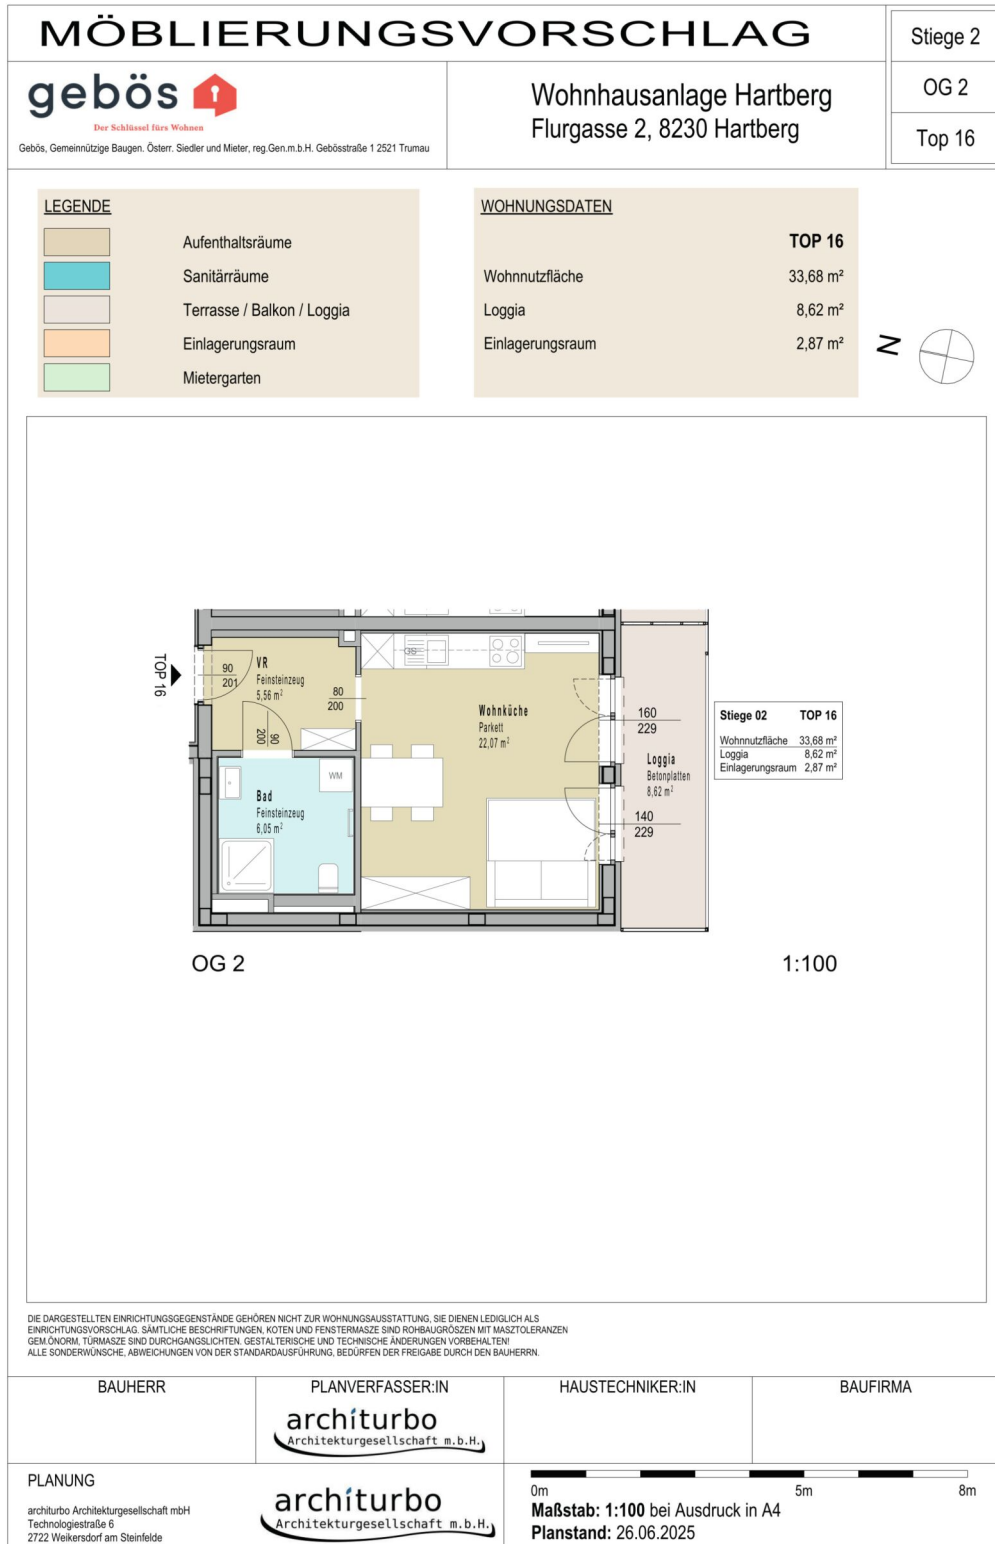 MÖBLIERUNGSVORSCHLAG
Stiege 2
OG 2
Top 16
gebös
Der Schlüssel fürs Wohnen
Gebös, Gemeinnützige Baugen. Österr. Siedler und Mieter, reg.Gen.m.b.H. Gebösstraße 1 2521 Trumau
Wohnhausanlage Hartberg
Flurgasse 2, 8230 Hartberg
LEGENDE
Aufenthaltsräume
Sanitärräume
Terrasse / Balkon / Loggia
Einlagerungsraum
Mietergarten
WOHNUNGSDATEN
TOP 16
Wohnnutzfläche 33,68 m²
Loggia 8,62 m²
Einlagerungsraum 2,87 m²
N
TOP 16
90
201
VR
Feinsteinzeug
5,56 m²
80
200
90
200
GS
Wohnküche
Parkett
22,07 m²
WM
Bad
Feinsteinzeug
6,05 m²
160
229
Loggia
Betonplatten
8,62 m²
140
229
Stiege 02 TOP 16
Wohnnutzfläche 33,68 m²
Loggia 8,62 m²
Einlagerungsraum 2,87 m²
OG 2
1:100
DIE DARGESTELLTEN EINRICHTUNGSGEGENSTÄNDE GEHÖREN NICHT ZUR WOHNUNGSAUSSTATTUNG, SIE DIENEN LEDIGLICH ALS
EINRICHTUNGSVORSCHLAG. SÄMTLICHE BESCHRIFTUNGEN, KOTEN UND FENSTERMASZE SIND ROHBAUGRÖSZEN MIT MASZTOLERANZEN
GEM.ÖNORM, TÜRMASZE SIND DURCHGANGSLICHTEN. GESTALTERISCHE UND TECHNISCHE ÄNDERUNGEN VORBEHALTEN!
ALLE SONDERWÜNSCHE, ABWEICHUNGEN VON DER STANDARDAUSFÜHRUNG, BEDÜRFEN DER FREIGABE DURCH DEN BAUHERRN.
BAUHERR
PLANVERFASSER:IN
architurbo
Architekturgesellschaft m.b.H.
HAUSTECHNIKER:IN
BAUFIRMA
PLANUNG
architurbo Architekturgesellschaft mbH
Technologiestraße 6
2722 Weikersdorf am Steinfelde
architurbo
Architekturgesellschaft m.b.H.
0m 5m 8m
Maßstab: 1:100 bei Ausdruck in A4
Planstand: 26.06.2025